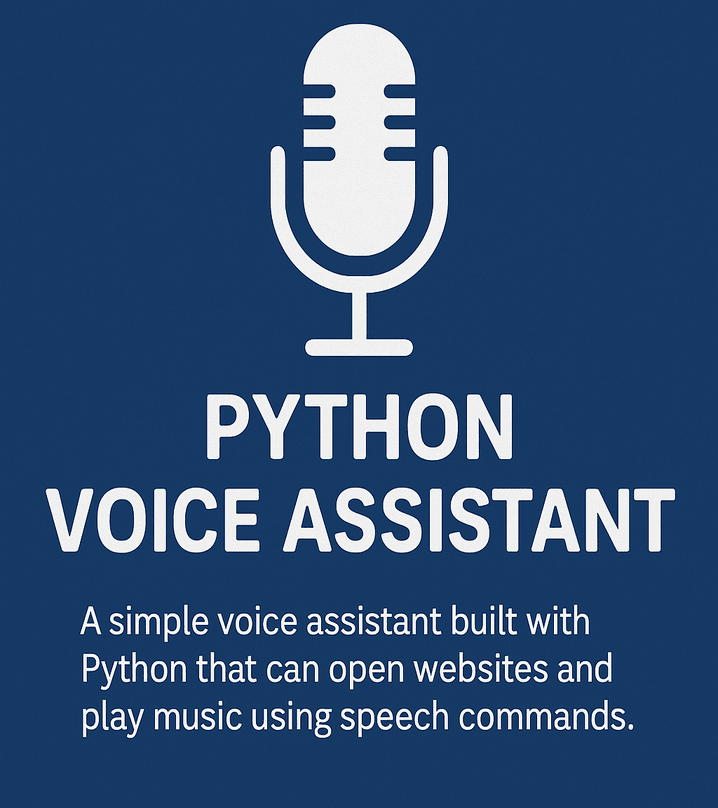 PYTHON
VOICE ASSISTANT
A simple voice assistant built with
Python that can open websites and
play music using speech commands.